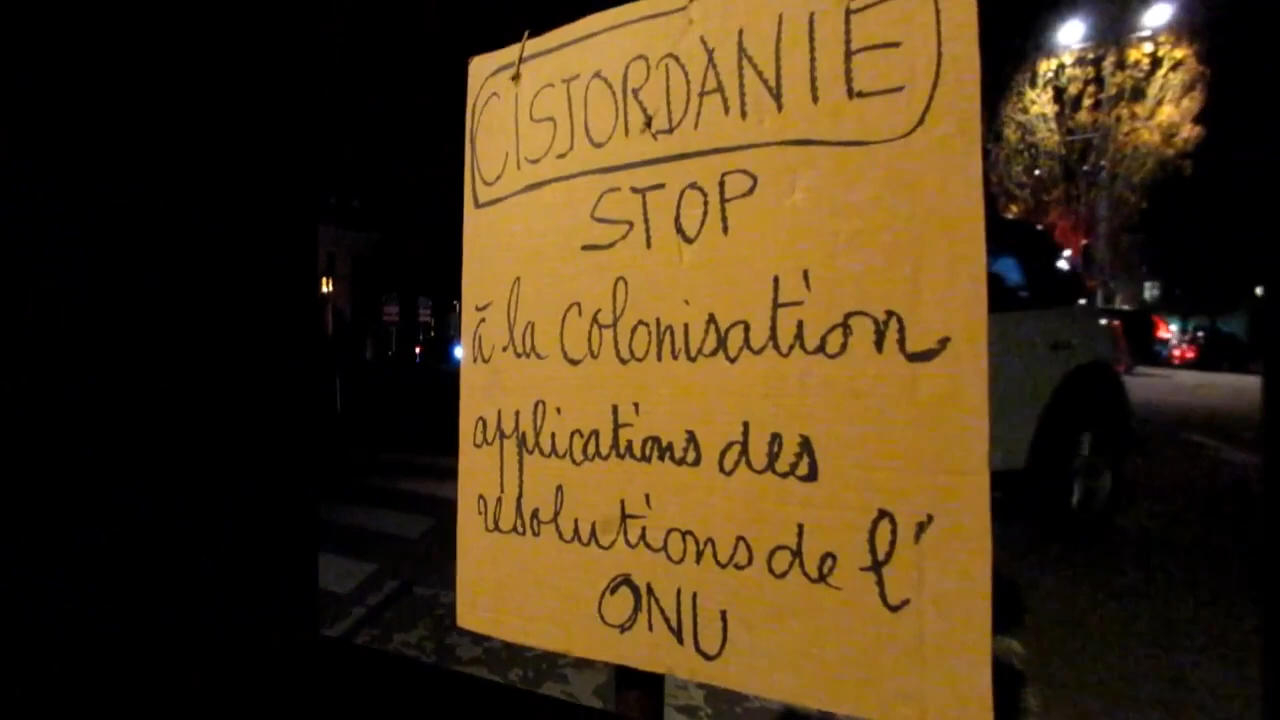 CISJORDANIE
STOP
à la colonisation
applications des
résolutions de l'
ONU